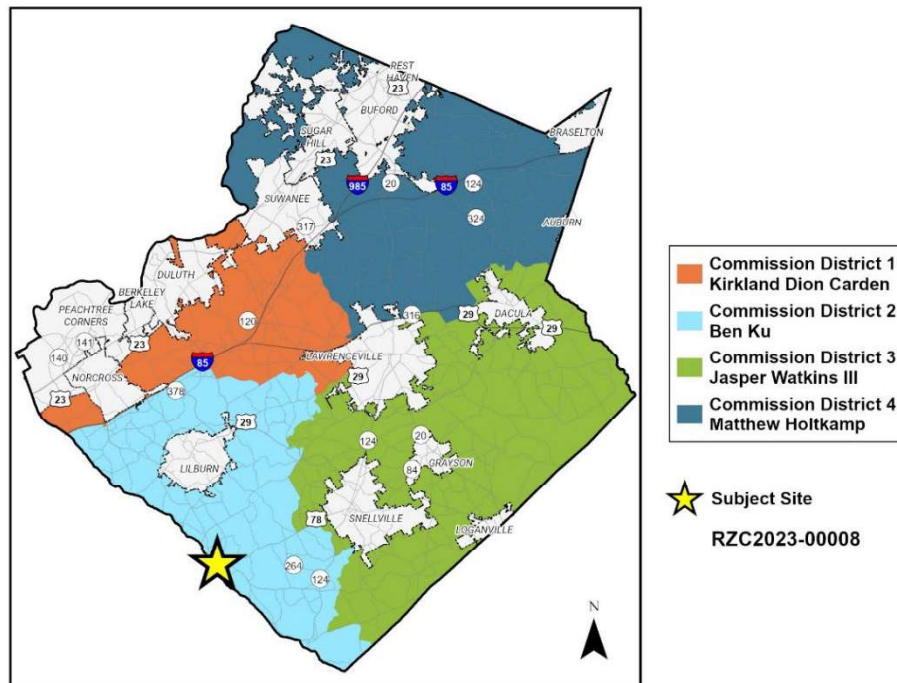 REST
HAVEN
23
BUFORD
SUGAR
HILL
23
BRASELTON
985
20
85
124
SUWANEE
324
317
AUBURN
DULUTH
BERKELEY
LAKE
PEACHTREE
CORNERS
120
316
29
DACULA
29
141
140
23
LAWRENCEVILLE
85
29
NORCROSS
23
378
29
124
20
LILBURN
84
GRAYSON
78
SNELLVILLE
LOGANVILLE
264
124
N
Commission District 1
Kirkland Dion Carden
Commission District 2
Ben Ku
Commission District 3
Jasper Watkins III
Commission District 4
Matthew Holtkamp
Subject Site
RZC2023-00008